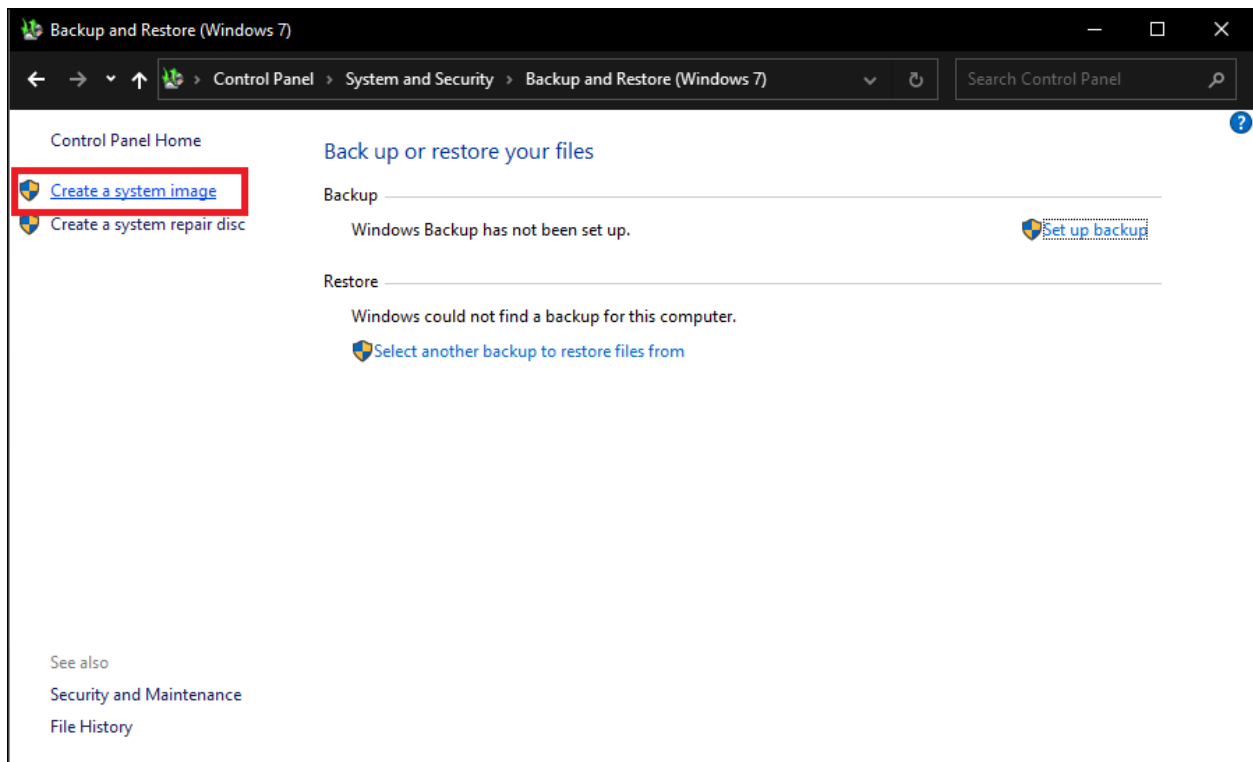 Backup and Restore (Windows 7)
Control Panel > System and Security > Backup and Restore (Windows 7)
Search Control Panel
?
Control Panel Home
Create a system image
Create a system repair disc
Back up or restore your files
Backup
Windows Backup has not been set up.
Set up backup
Restore
Windows could not find a backup for this computer.
Select another backup to restore files from
See also
Security and Maintenance
File History